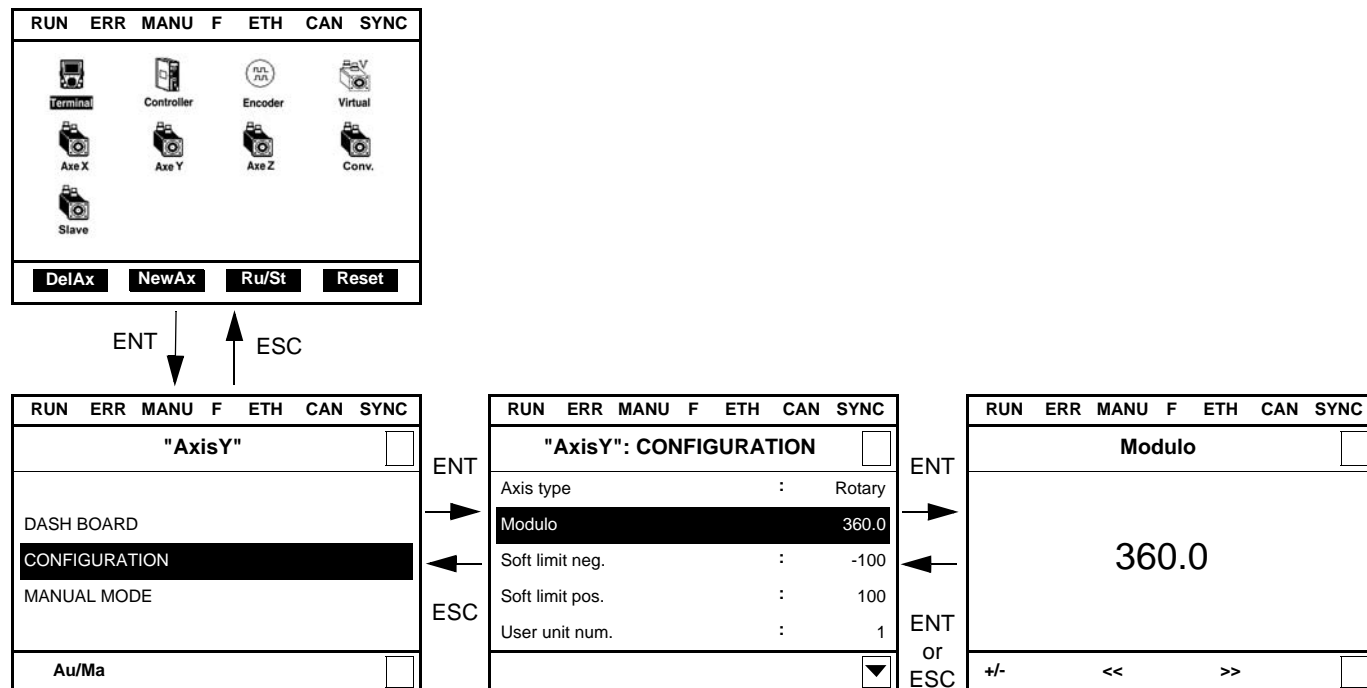 RUN ERR MANU F ETH CAN SYNC
Terminal Controller Encoder Virtual
Axe X Axe Y Axe Z Conv.
Slave
DelAx NewAx Ru/St Reset
ENT ESC
RUN ERR MANU F ETH CAN SYNC
"AxisY"
DASH BOARD
CONFIGURATION
MANUAL MODE
Au/Ma
ENT
ESC
RUN ERR MANU F ETH CAN SYNC
"AxisY": CONFIGURATION
Axis type : Rotary
Modulo 360.0
Soft limit neg. : -100
Soft limit pos. : 100
User unit num. : 1
ENT
ENT
or
ESC
RUN ERR MANU F ETH CAN SYNC
Modulo
360.0
+/- << >>